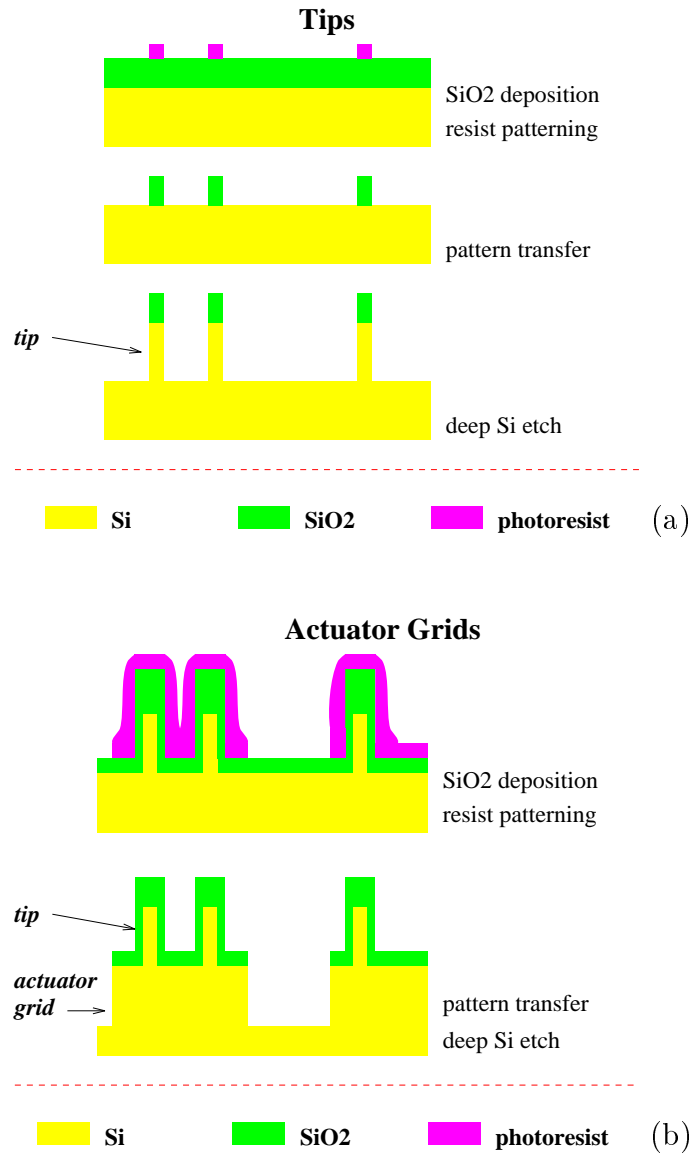 Tips
SiO2 deposition
resist patterning
pattern transfer
tip
deep Si etch
Si SiO2 photoresist (a)
Actuator Grids
SiO2 deposition
resist patterning
tip
actuator
grid
pattern transfer
deep Si etch
Si SiO2 photoresist (b)